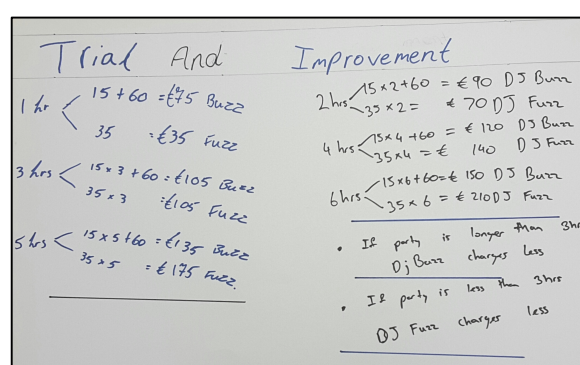 Trial And Improvement
1 hr < 15 + 60 = €75 Buzz
35 = €35 Fuzz
3 hrs < 15 x 3 + 60 = €105 Buzz
35 x 3 = €105 Fuzz
5 hrs < 15 x 5 + 60 = €135 Buzz
35 x 5 = €175 Fuzz.
2 hrs < 15 x 2 + 60 = €90 DJ Buzz
35 x 2 = €70 DJ Fuzz
4 hrs < 15 x 4 + 60 = €120 DJ Buzz
35 x 4 = € 140 DJ Fuzz
6 hrs < 15 x 6 + 60 = € 150 DJ Buzz
35 x 6 = € 210 DJ Fuzz
• If party is longer than 3hrs
Dj Buzz charges less
• If party is less than 3hrs
DJ Fuzz charges less